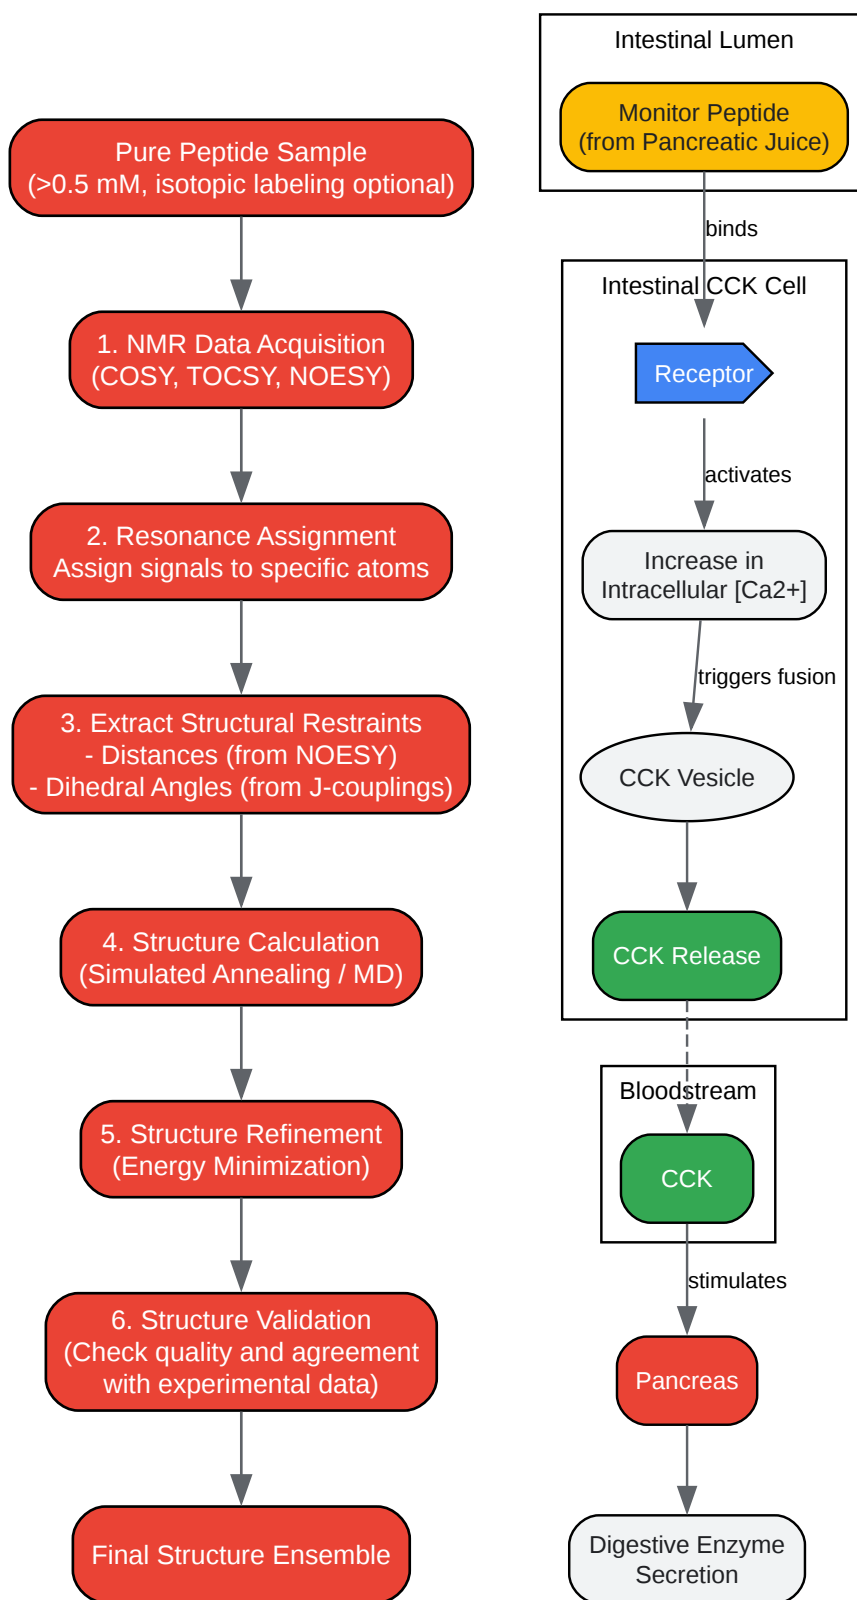 Pure Peptide Sample
(>0.5 mM, isotopic labeling optional)
1. NMR Data Acquisition
(COSY, TOCSY, NOESY)
2. Resonance Assignment
Assign signals to specific atoms
3. Extract Structural Restraints
- Distances (from NOESY)
- Dihedral Angles (from J-couplings)
4. Structure Calculation
(Simulated Annealing / MD)
5. Structure Refinement
(Energy Minimization)
6. Structure Validation
(Check quality and agreement
with experimental data)
Final Structure Ensemble
Intestinal Lumen
Monitor Peptide
(from Pancreatic Juice)
binds
Intestinal CCK Cell
Receptor
activates
Increase in
Intracellular [Ca2+]
triggers fusion
CCK Vesicle
CCK Release
Bloodstream
CCK
stimulates
Pancreas
Digestive Enzyme
Secretion